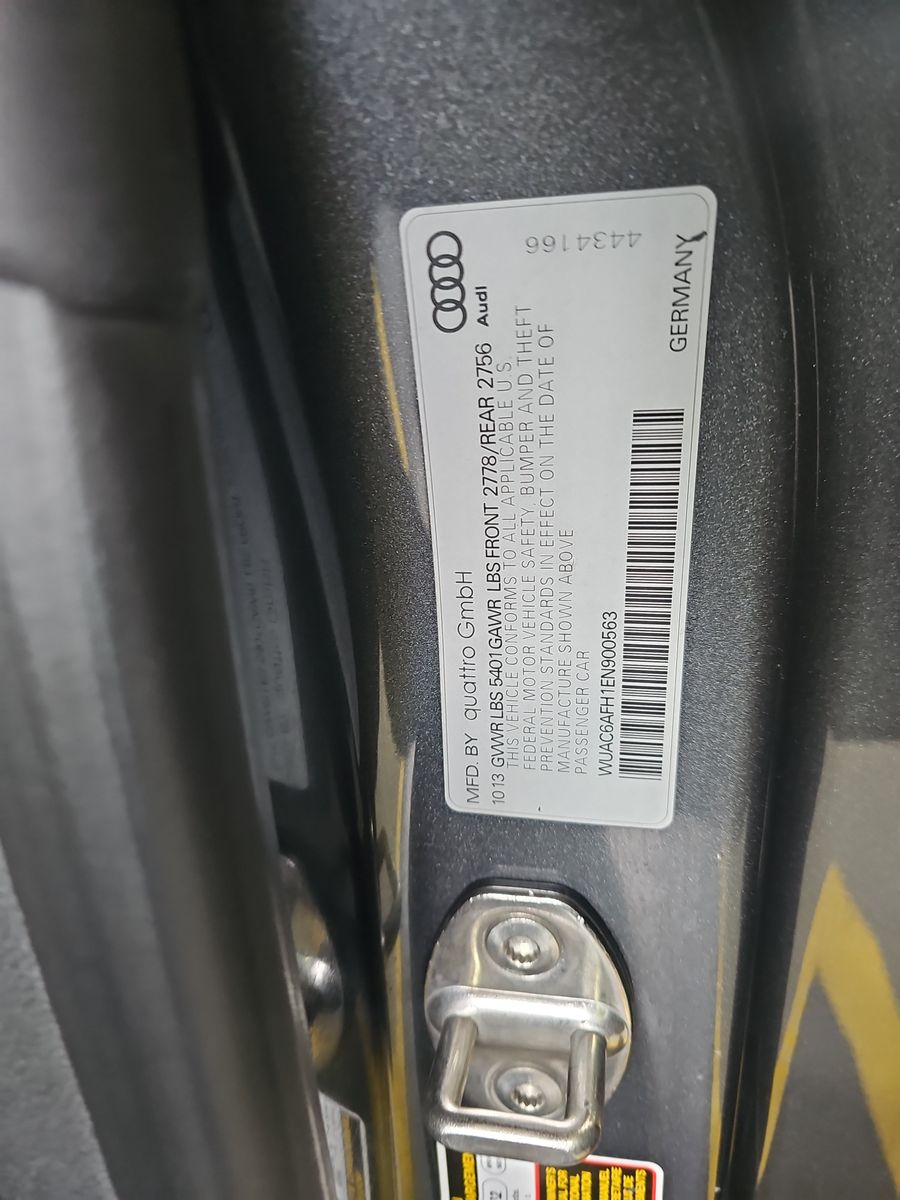 Audi
MFD. BY quattro GmbH
10 13 GVWR LBS 5401 GAWR LBS FRONT 2778/REAR 2756
THIS VEHICLE CONFORMS TO ALL APPLICABLE U.S.
FEDERAL MOTOR VEHICLE SAFETY, BUMPER AND THEFT
PREVENTION STANDARDS IN EFFECT ON THE DATE OF
MANUFACTURE SHOWN ABOVE
PASSENGER CAR
4434166
WUAC6AFH1EN900563
GERMANY